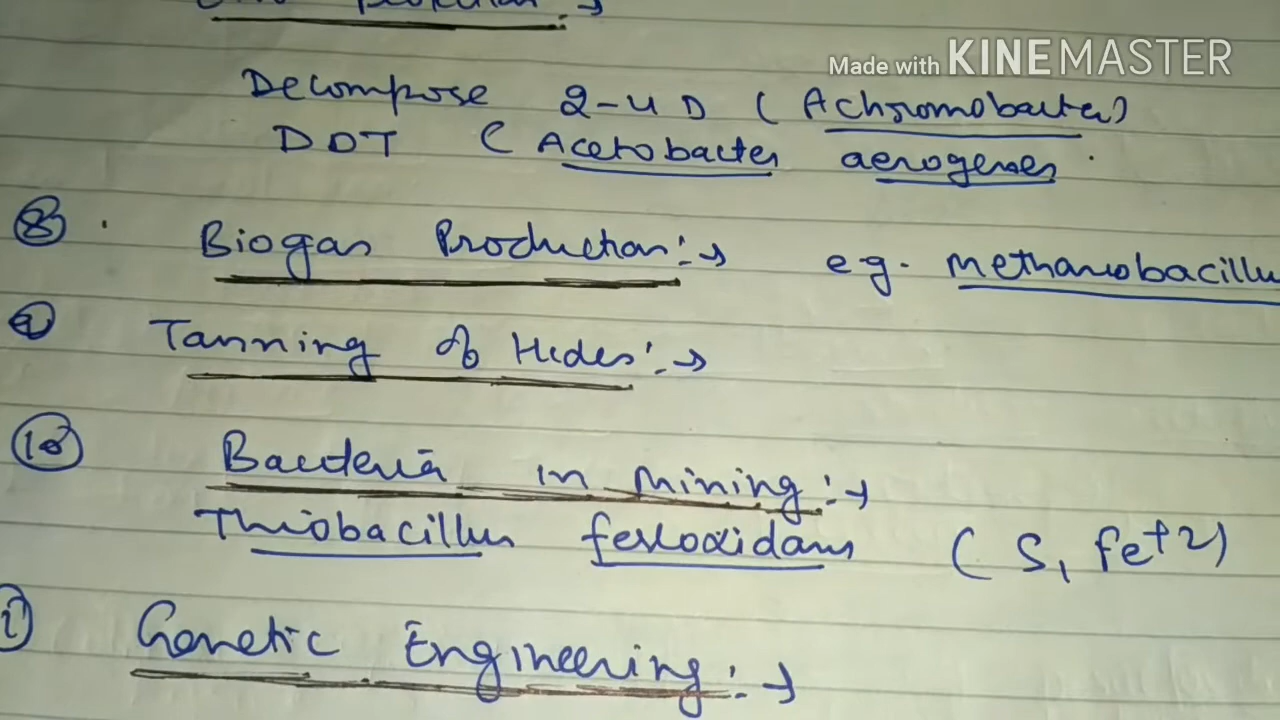 Made with KINEMASTER
Decompose 2-4 D (Achromobacter)
DDT (Acetobacter aerogenes.
⑧ . Biogas Production :→ eg. Methanobacillu
⑨ Tanning of Hides :→
⑩ Bacteria in Mining :→
Thiobacillus ferroxidans (S, Fe+2)
Genetic Engineering :→